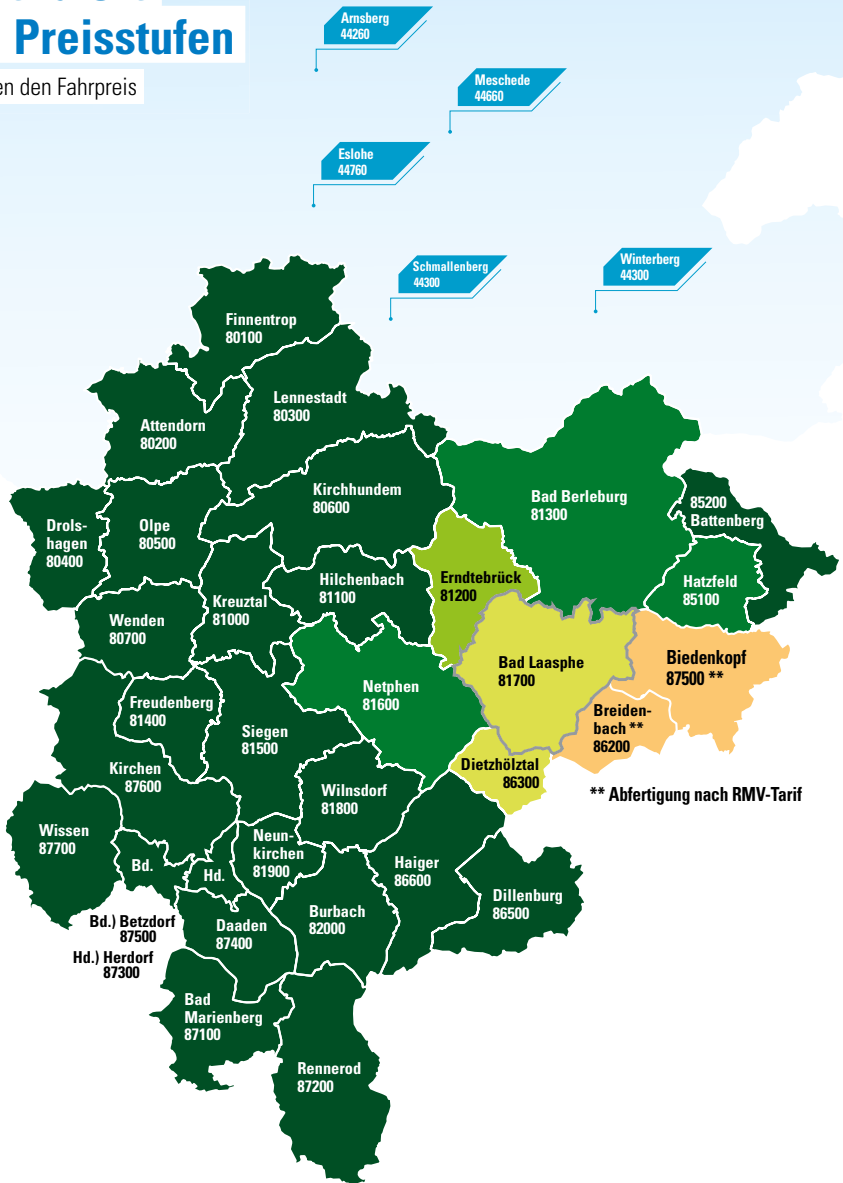 Preisstufen
en den Fahrpreis
Arnsberg
44260
Meschede
44660
Eslohe
44760
Schmallenberg
44300
Winterberg
44300
Finnentrop
80100
Lennestadt
80300
Attendorn
80200
Kirchhundem
80600
Bad Berleburg
81300
85200
Battenberg
Drols-
hagen
80400
Olpe
80500
Kreuztal
81000
Hilchenbach
81100
Erndtebrück
81200
Hatzfeld
85100
Wenden
80700
Netphen
81600
Bad Laasphe
81700
Biedenkopf
87500 **
Freudenberg
81400
Siegen
81500
Breiden-
bach **
86200
Kirchen
87600
Wilnsdorf
81800
Dietzhölztal
86300
** Abfertigung nach RMV-Tarif
Wissen
87700
Bd.
Hd.
Neun-
kirchen
81900
Haiger
86600
Dillenburg
86500
Bd.) Betzdorf
87500
Hd.) Herdorf
87300
Daaden
87400
Burbach
82000
Bad
Marienberg
87100
Rennerod
87200